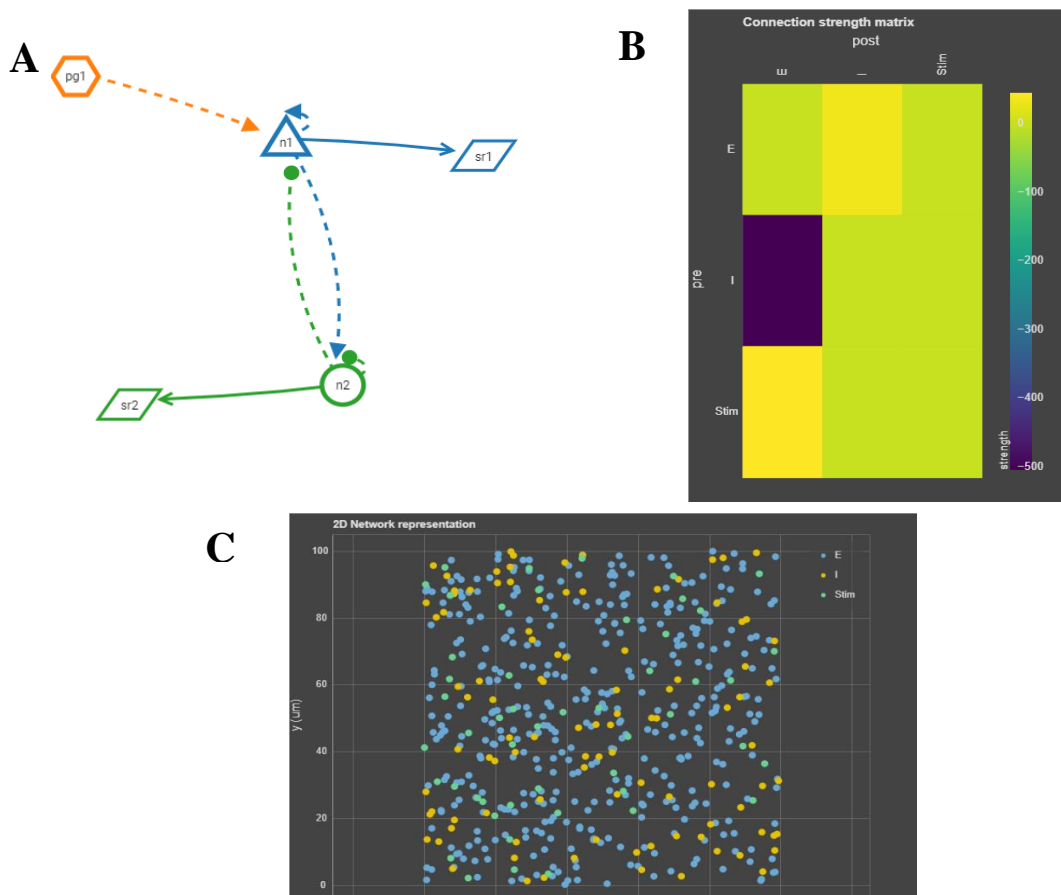 A
pg1
n1
sr1
n2
sr2
B
Connection strength matrix
post
E
I
Stim
E
I
Stim
pre
0
−100
−200
−300
−400
−500
strength
C
2D Network representation
100
80
60
40
20
0
y (um)
E
I
Stim